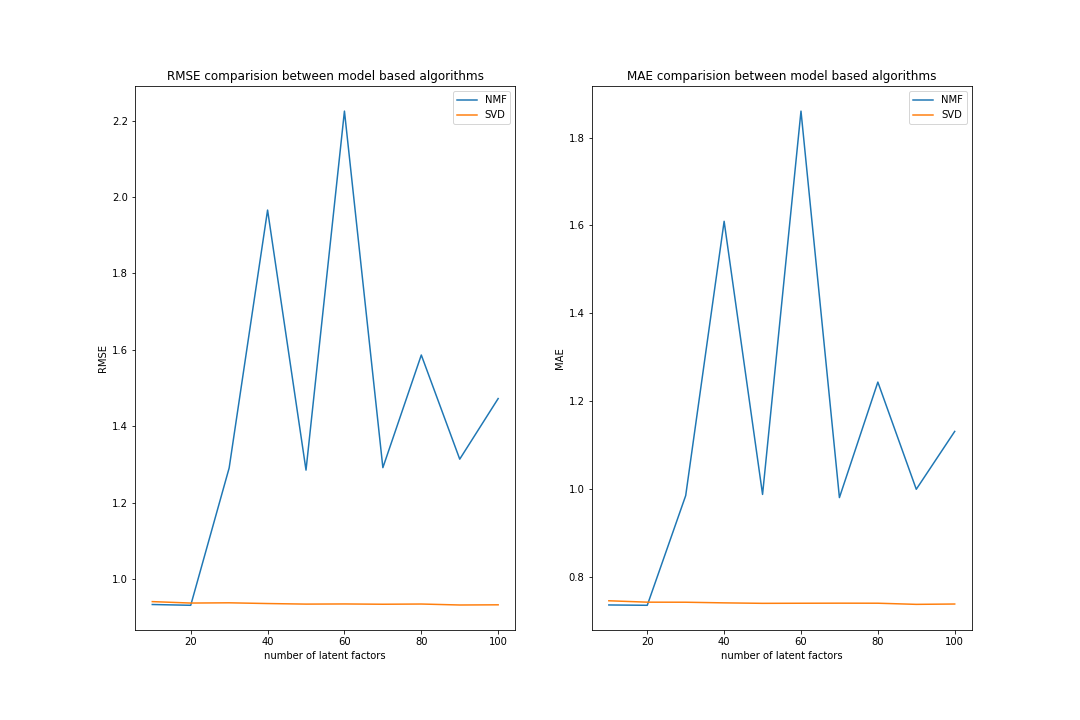 RMSE comparision between model based algorithms
NMF
SVD
2.2
2.0
1.8
1.6
1.4
1.2
1.0
RMSE
20 40 60 80 100
number of latent factors
MAE comparision between model based algorithms
NMF
SVD
1.8
1.6
1.4
1.2
1.0
0.8
MAE
20 40 60 80 100
number of latent factors